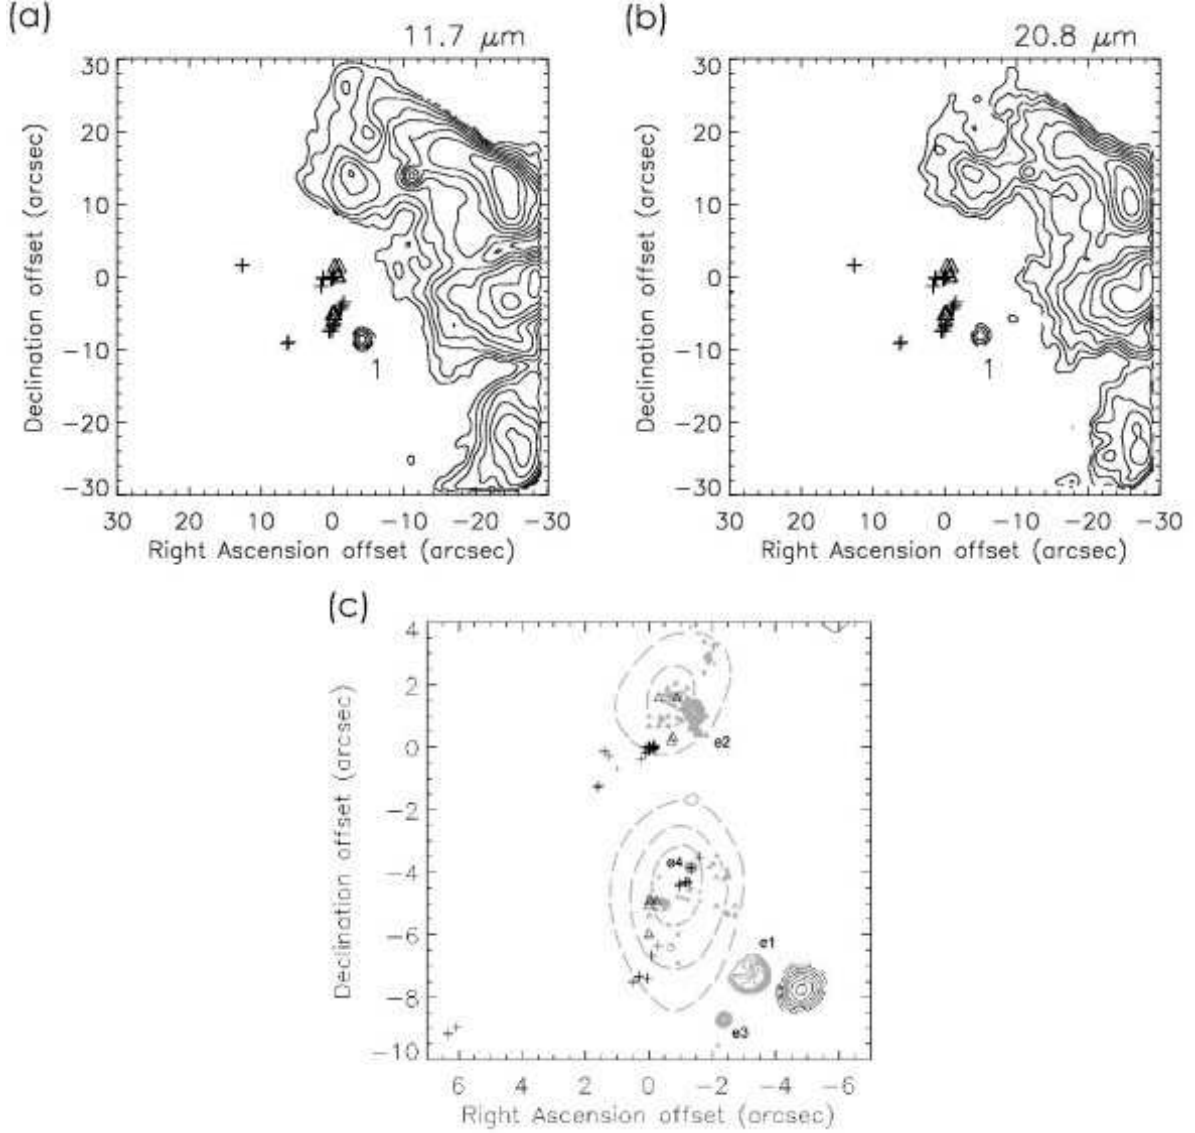 (a)
11.7 μm
Declination offset (arcsec)
30
20
10
0
−10
−20
−30
1
30 20 10 0 −10 −20 −30
Right Ascension offset (arcsec)
(b)
20.8 μm
Declination offset (arcsec)
30
20
10
0
−10
−20
−30
1
30 20 10 0 −10 −20 −30
Right Ascension offset (arcsec)
(c)
Declination offset (arcsec)
4
2
0
−2
−4
−6
−8
−10
e2
e4
e1
e3
6 4 2 0 −2 −4 −6
Right Ascension offset (arcsec)